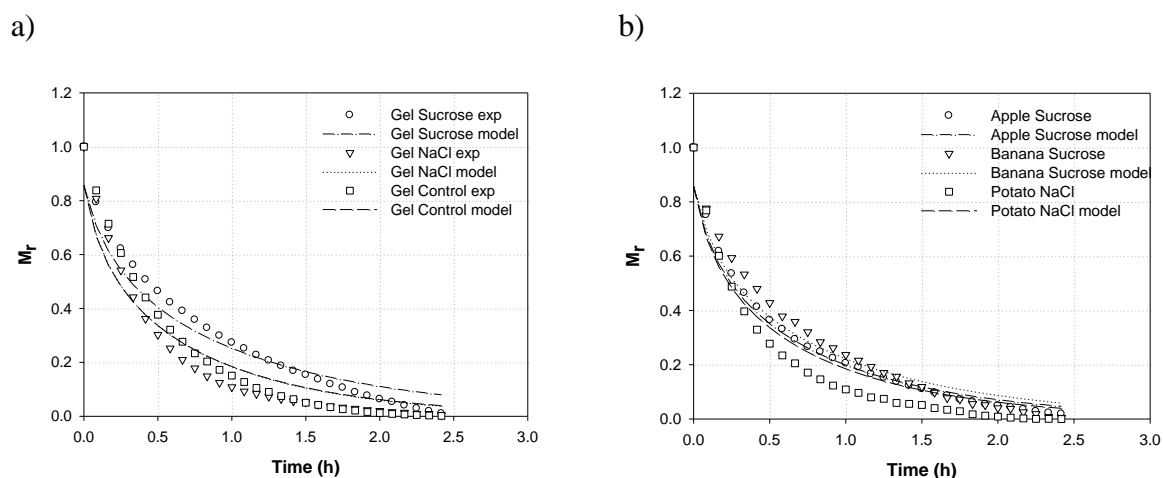 a)
1.2
1.0
0.8
0.6
0.4
0.2
0.0
Mr
Gel Sucrose exp
Gel Sucrose model
Gel NaCl exp
Gel NaCl model
Gel Control exp
Gel Control model
0.0 0.5 1.0 1.5 2.0 2.5 3.0
Time (h)
b)
1.2
1.0
0.8
0.6
0.4
0.2
0.0
Mr
Apple Sucrose
Apple Sucrose model
Banana Sucrose
Banana Sucrose model
Potato NaCl
Potato NaCl model
0.0 0.5 1.0 1.5 2.0 2.5 3.0
Time (h)